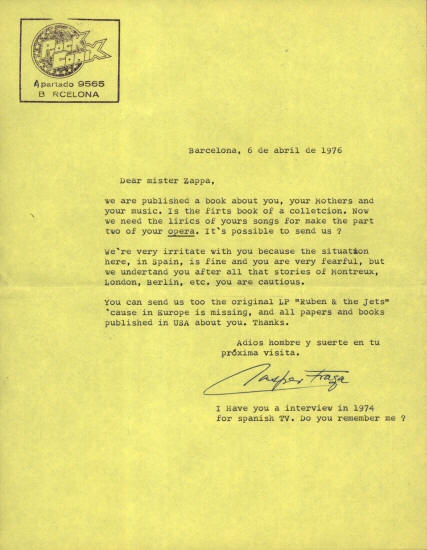 ROCK
COMIX
Apartado 9565
B RCELONA
Barcelona, 6 de abril de 1976
Dear mister Zappa,
we are published a book about you, your Mothers and
your music. Is the firts book of a colletcion. Now
we need the lirics of yours songs for make the part
two of your opera. It's possible to send us ?
We're very irritate with you because the situation
here, in Spain, is fine and you are very fearful, but
we undertand you after all that stories of Montreux,
London, Berlin, etc. you are cautious.
You can send us too the original LP "Ruben & the Jets"
'cause in Europe is missing, and all papers and books
published in USA about you. Thanks.
Adios hombre y suerte en tu
próxima visita.
Fraga
I Have you a interview in 1974
for spanish TV. Do you remember me ?